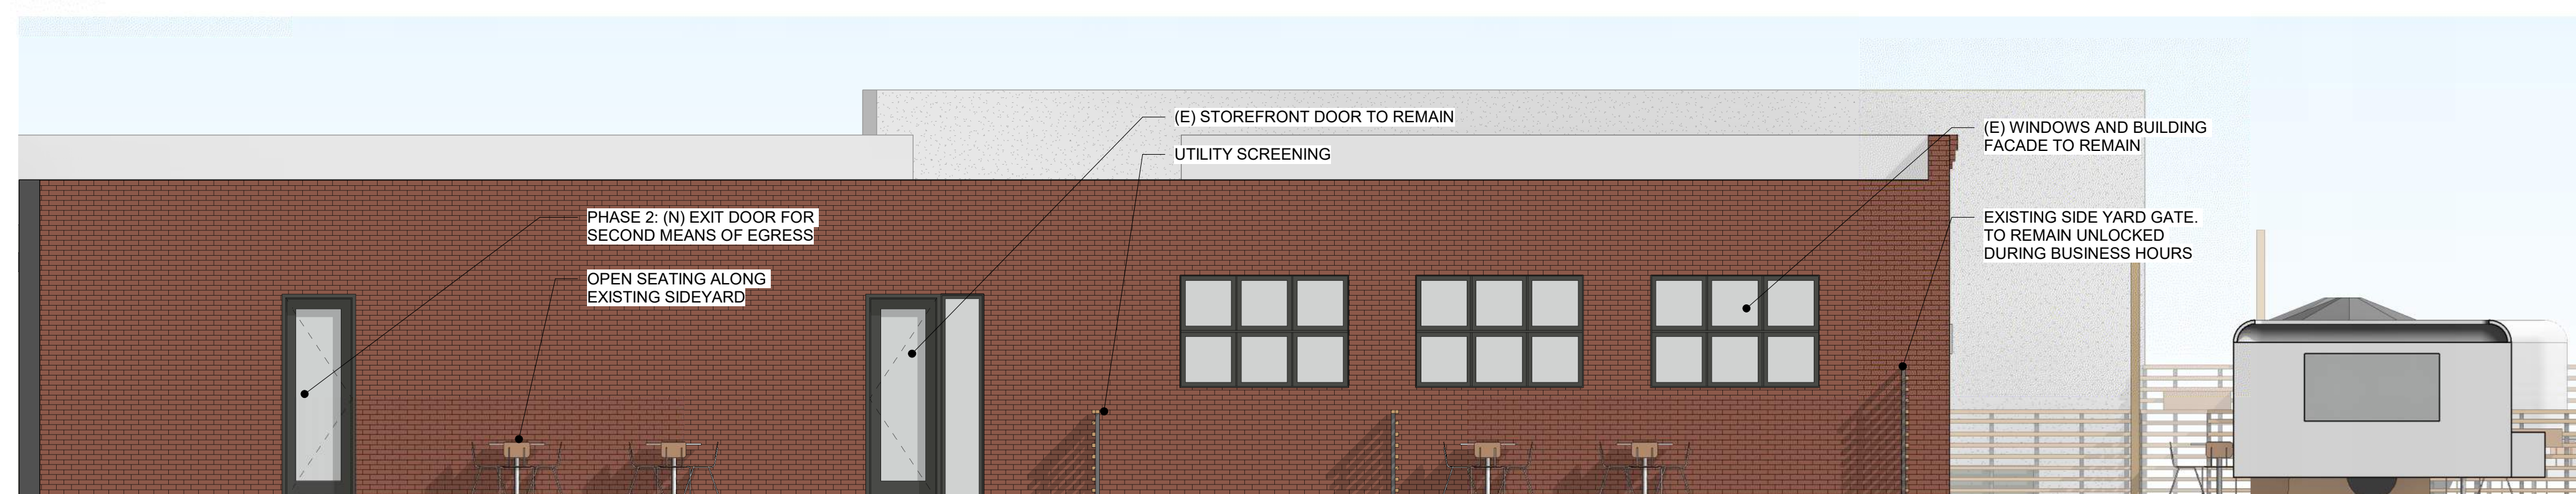 (E) STOREFRONT DOOR TO REMAIN
UTILITY SCREENING
(E) WINDOWS AND BUILDING
FACADE TO REMAIN
PHASE 2: (N) EXIT DOOR FOR
SECOND MEANS OF EGRESS
OPEN SEATING ALONG
EXISTING SIDEYARD
EXISTING SIDE YARD GATE.
TO REMAIN UNLOCKED
DURING BUSINESS HOURS